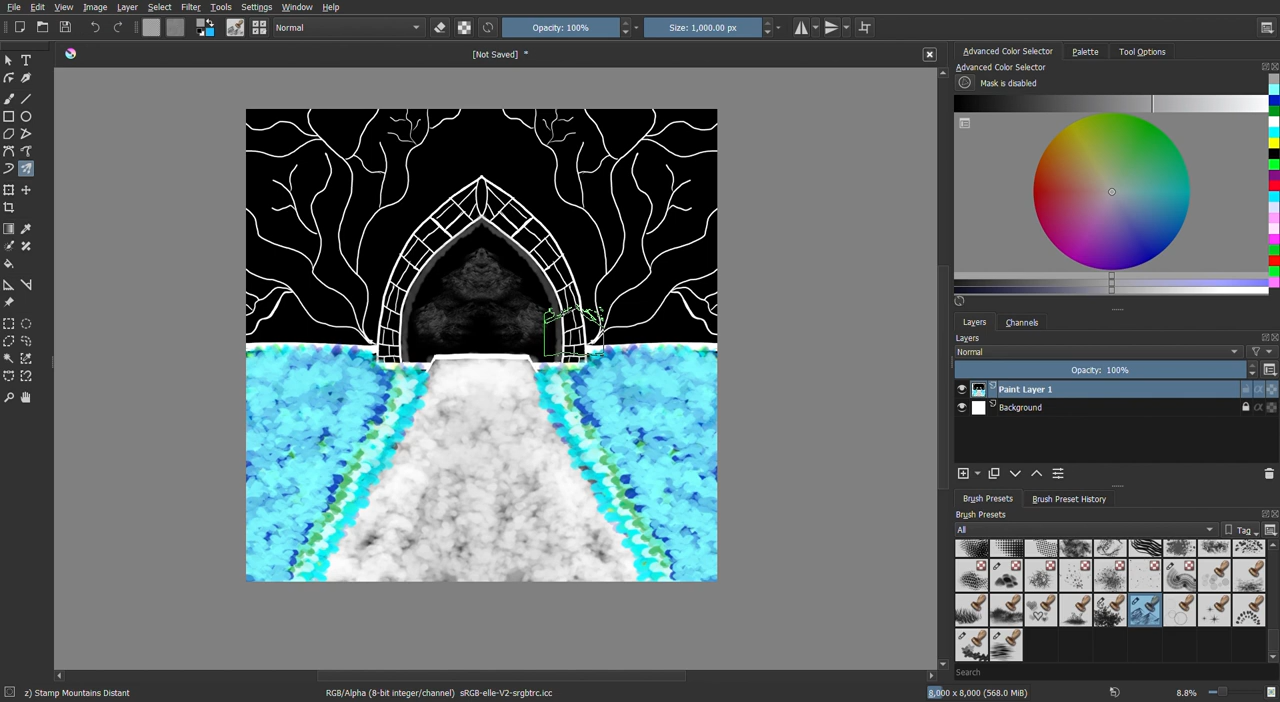 File Edit View Image Layer Select Filter Tools Settings Window Help
Normal Opacity: 100% Size: 1,000.00 px
[Not Saved] *
Advanced Color Selector Palette Tool Options
Advanced Color Selector
Mask is disabled
Layers Channels
Layers
Normal
Opacity: 100%
Paint Layer 1
Background
Brush Presets Brush Preset History
Brush Presets
All Tag
Search
z) Stamp Mountains Distant RGB/Alpha (8-bit integer/channel) sRGB-elle-V2-srgbtrc.icc 8,000 x 8,000 (568.0 MiB) 8.8%